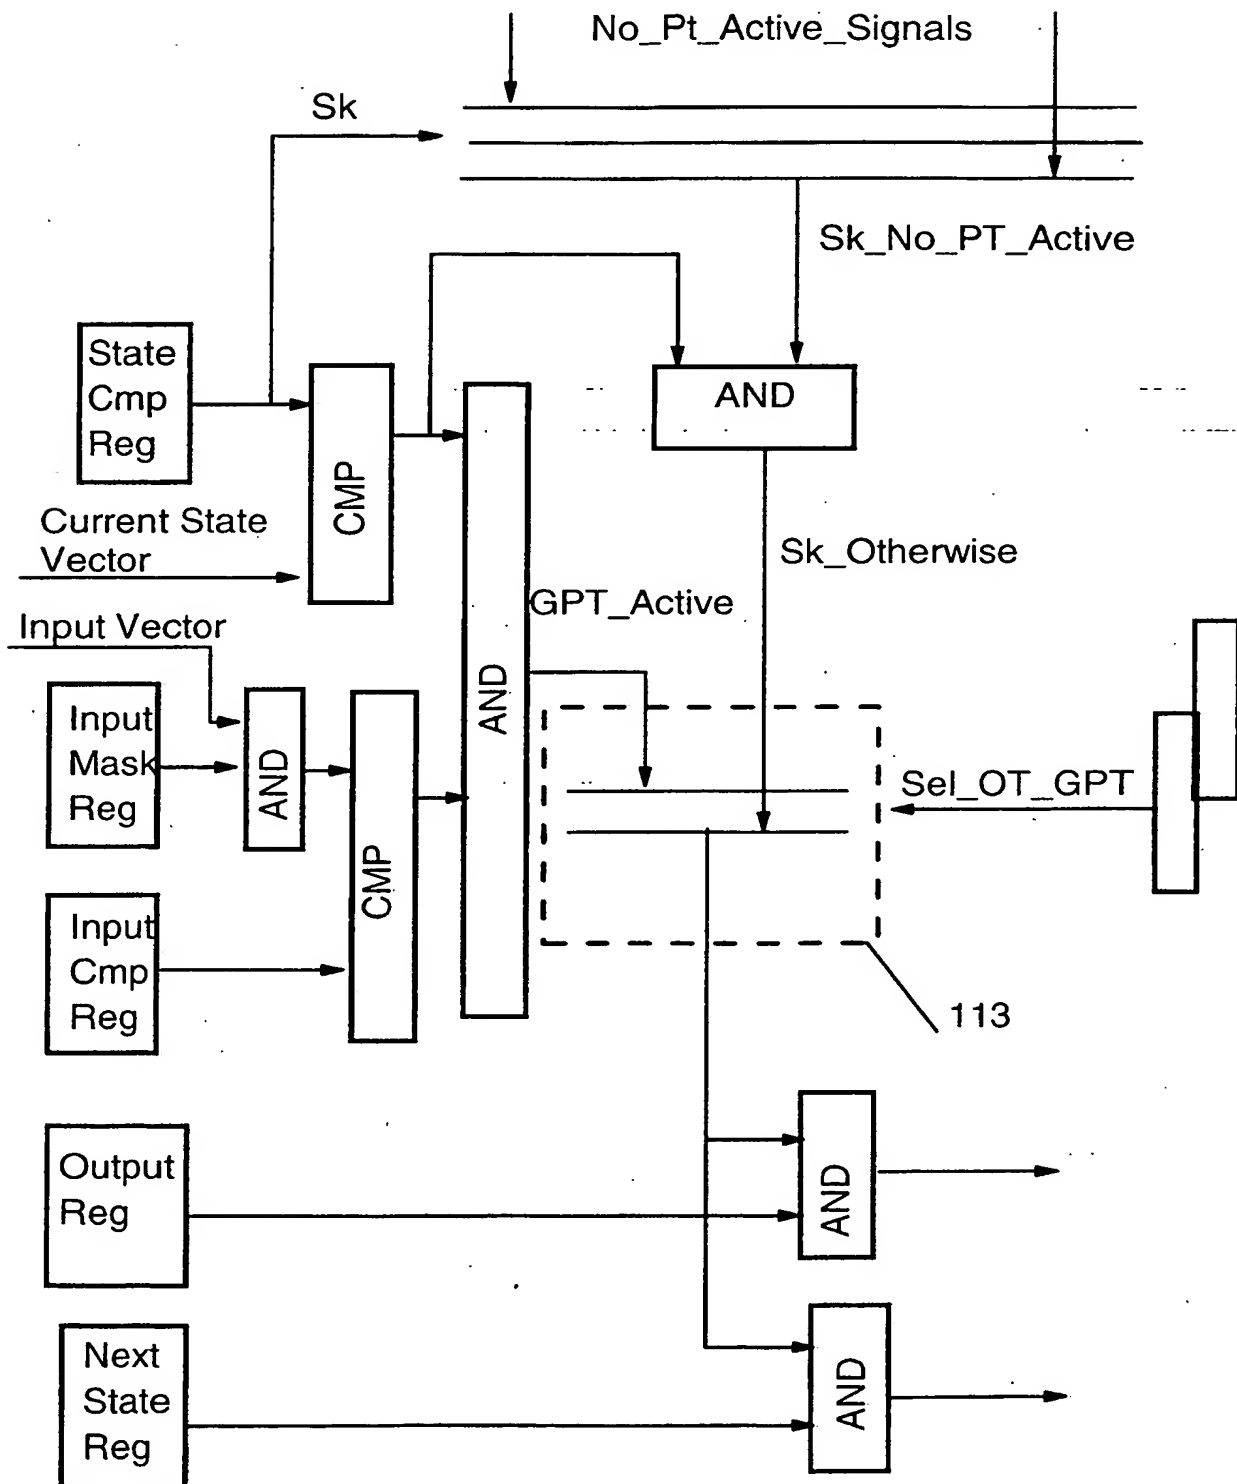 No_Pt_Active_Signals
Sk
Sk_No_PT_Active
State
Cmp
Reg
AND
CMP
Current State
Vector
Sk_Otherwise
GPT_Active
Input Vector
AND
Input
Mask
Reg
AND
Sel_OT_GPT
CMP
Input
Cmp
Reg
113
Output
Reg
AND
Next
State
Reg
AND